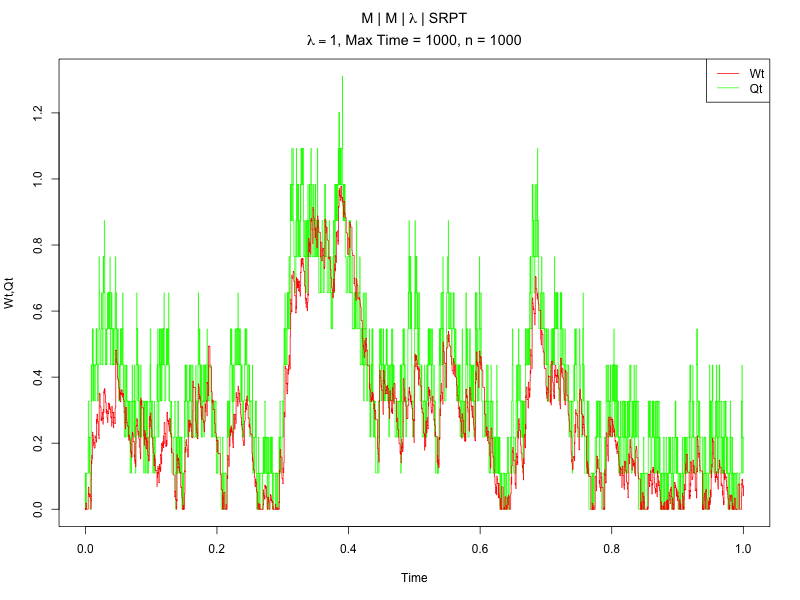 M | M | λ | SRPT
λ = 1, Max Time = 1000, n = 1000
Wt
Qt
Wt,Qt
0.0
0.2
0.4
0.6
0.8
1.0
1.2
0.0 0.2 0.4 0.6 0.8 1.0
Time